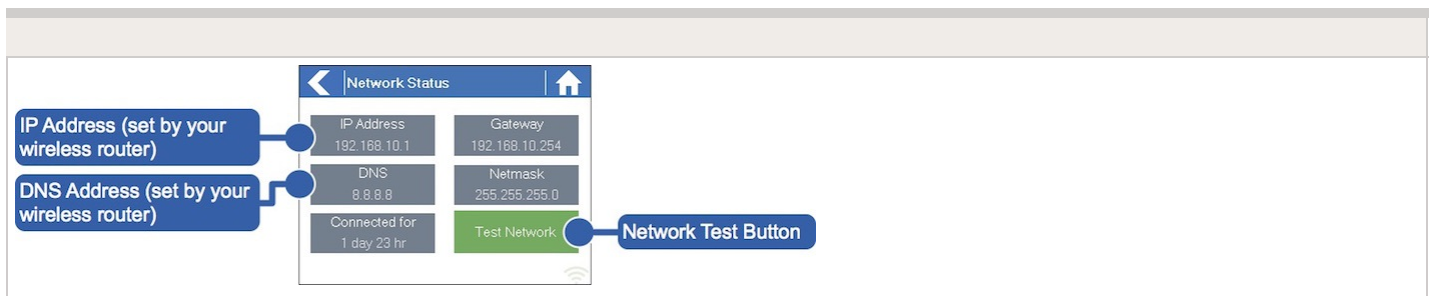 Network Status
IP Address (set by your
wireless router)
IP Address
192.168.10.1
Gateway
192.168.10.254
DNS Address (set by your
wireless router)
DNS
8.8.8.8
Netmask
255.255.255.0
Connected for
1 day 23 hr
Test Network
Network Test Button